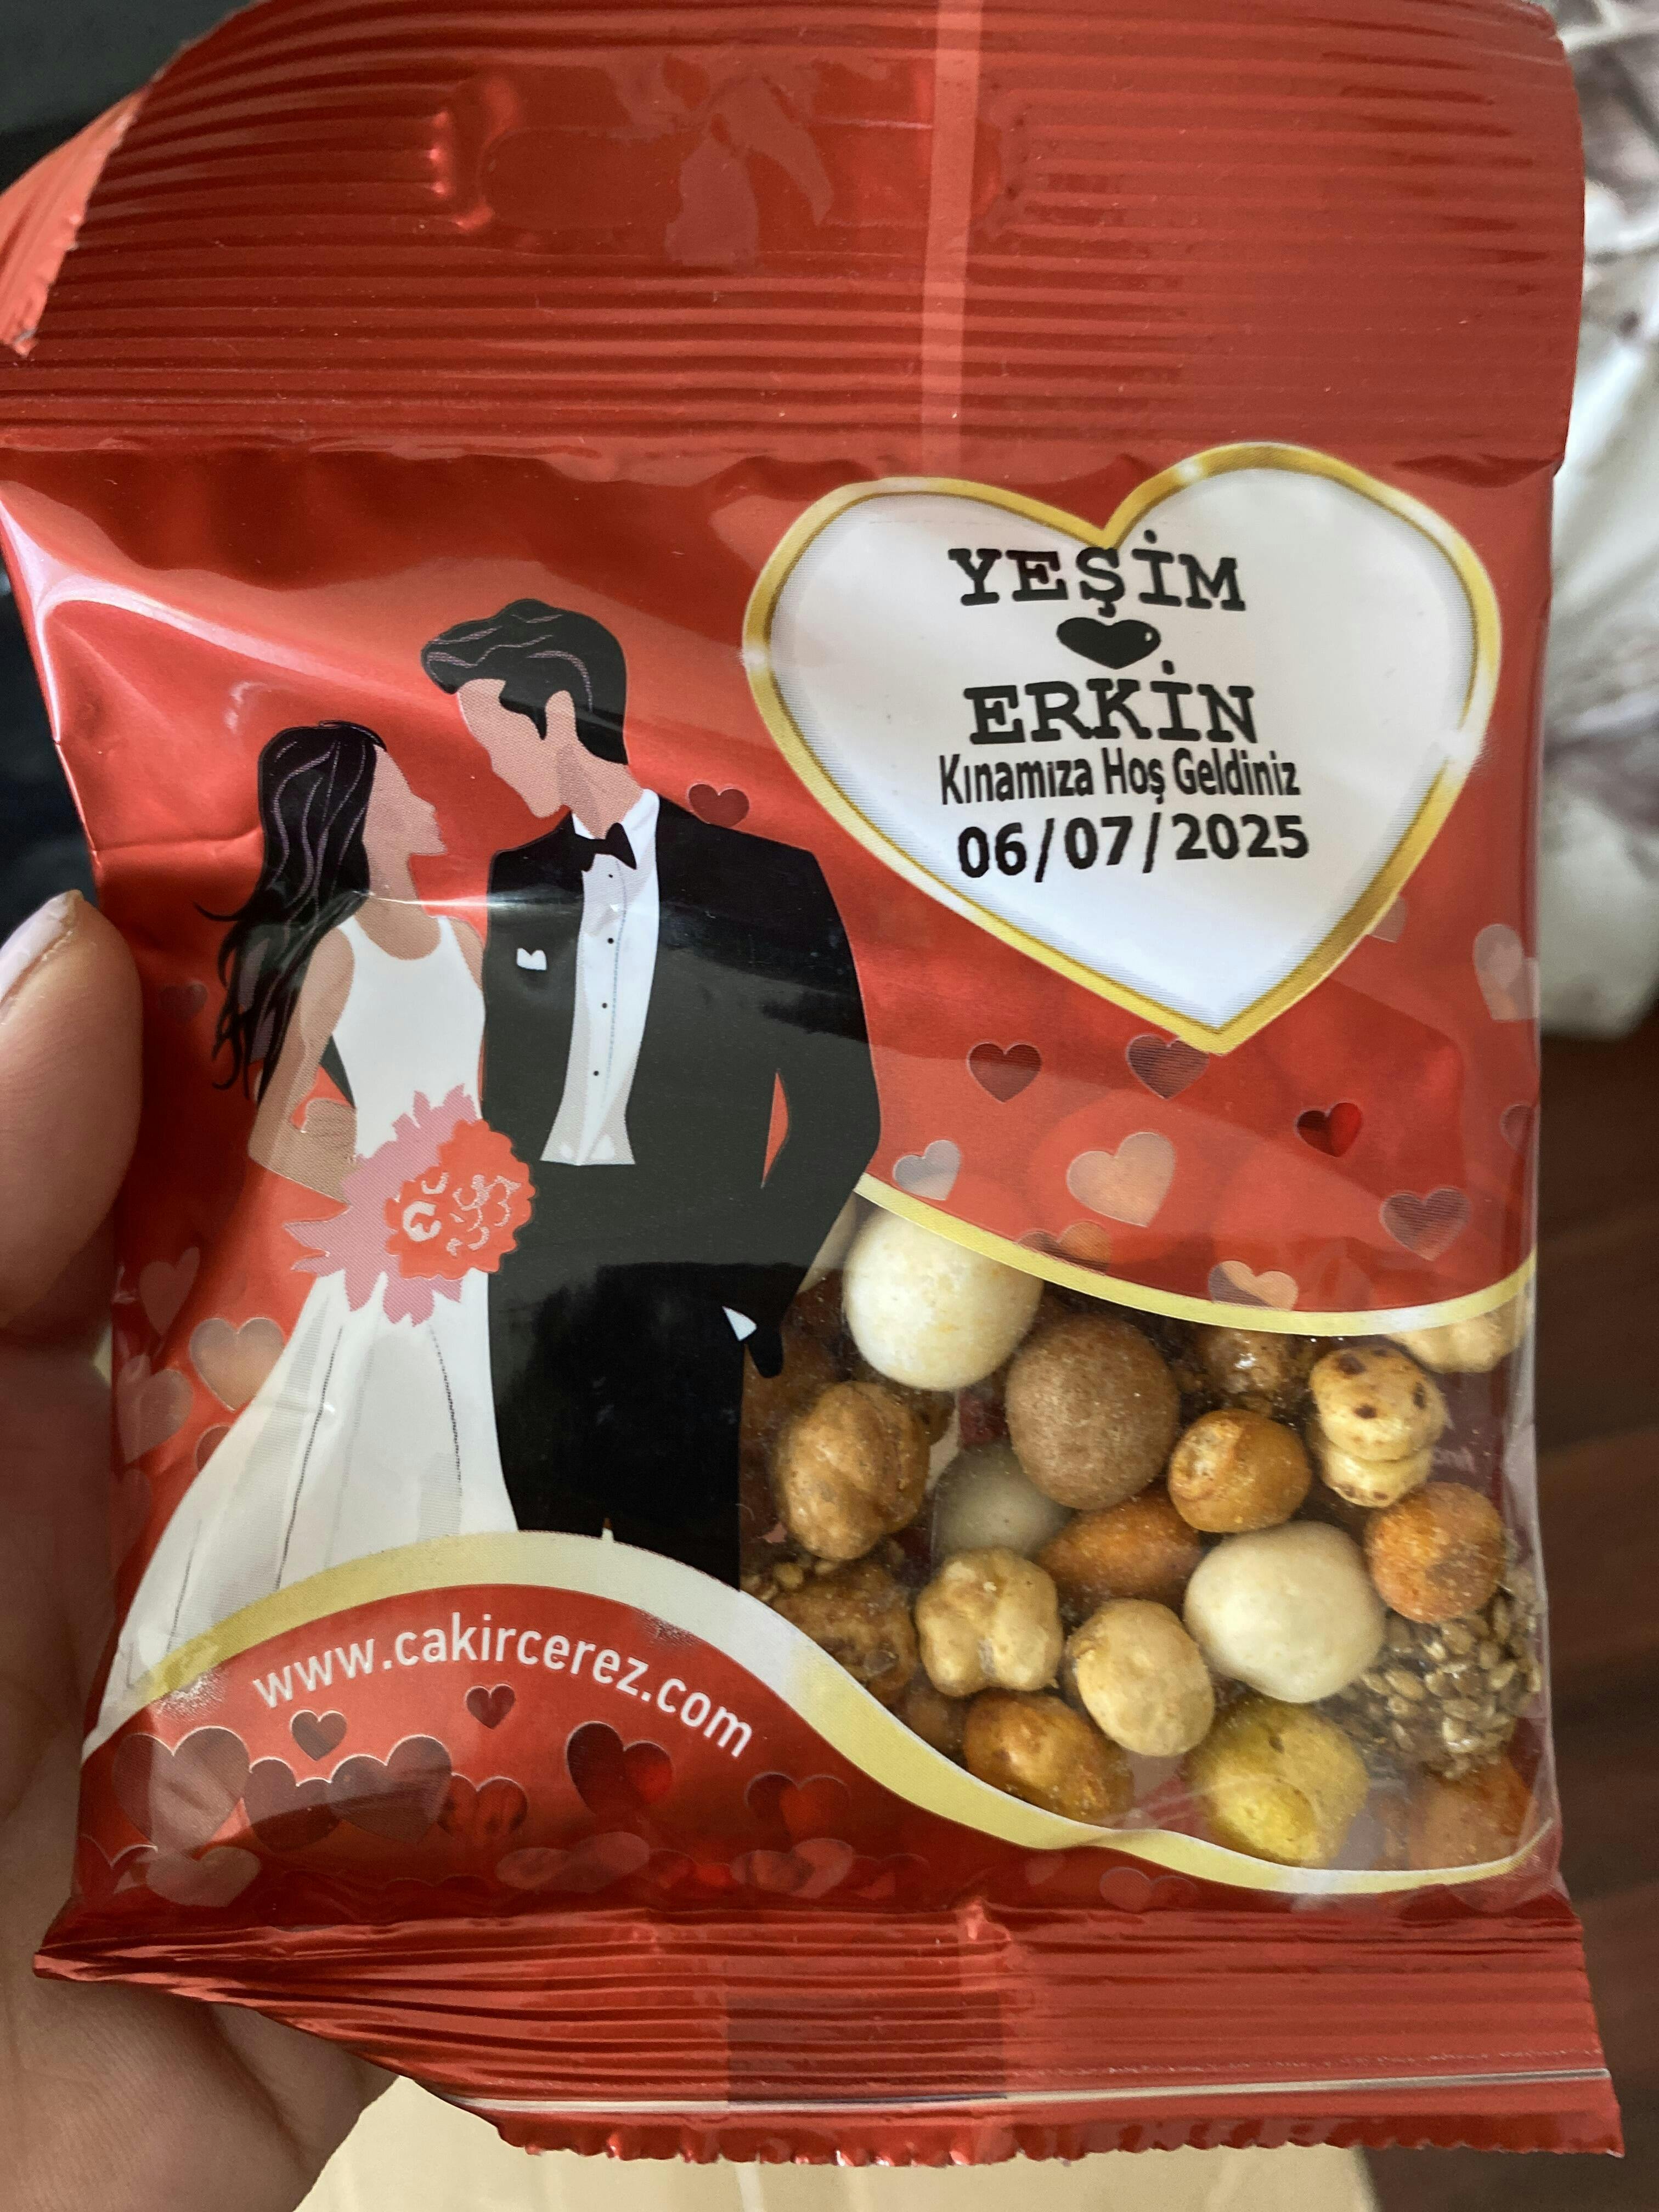 YEŞİM
ERKİN
Kınamıza Hoş Geldiniz
06/07/2025
www.cakircerez.com